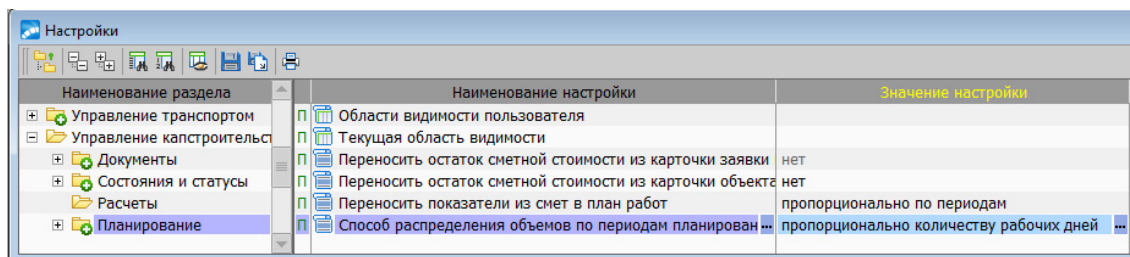 Настройки
Наименование раздела Наименование настройки Значение настройки
Управление транспортом П Области видимости пользователя
Управление капстроительст П Текущая область видимости
Документы П Переносить остаток сметной стоимости из карточки заявки нет
Состояния и статусы П Переносить остаток сметной стоимости из карточки объекта нет
Расчеты П Переносить показатели из смет в план работ пропорционально по периодам
Планирование П Способ распределения объемов по периодам планирован ... пропорционально количеству рабочих дней ...